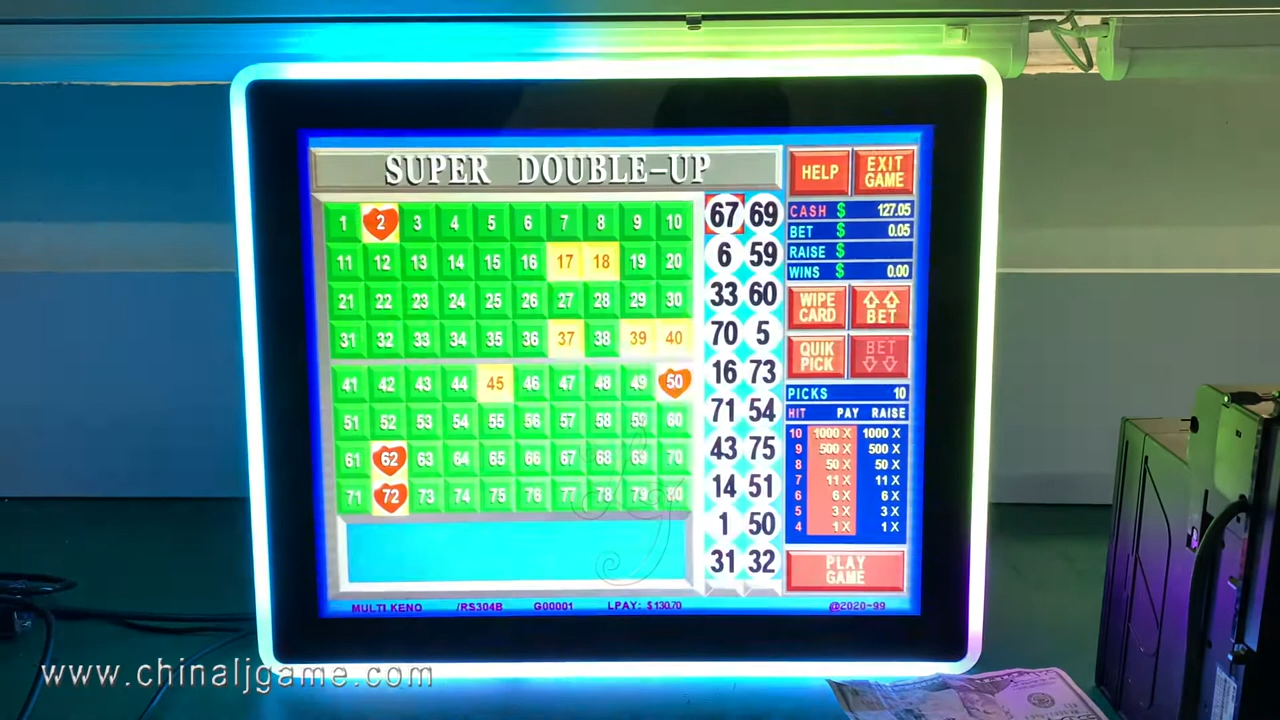 SUPER DOUBLE-UP
HELP
EXIT GAME
1 2 3 4 5 6 7 8 9 10
11 12 13 14 15 16 17 18 19 20
21 22 23 24 25 26 27 28 29 30
31 32 33 34 35 36 37 38 39 40
41 42 43 44 45 46 47 48 49 50
51 52 53 54 55 56 57 58 59 60
61 62 63 64 65 66 67 68 69 70
71 72 73 74 75 76 77 78 79 80
67 69
6 59
33 60
70 5
16 73
71 54
43 75
14 51
1 50
31 32
CASH $ 127.05
BET $ 0.05
RAISE $
WINS $ 0.00
WIPE CARD
BET
QUIK PICK
BET
PICKS 10
HIT PAY RAISE
10 1000 X 1000 X
9 500 X 500 X
8 50 X 50 X
7 11 X 11 X
6 6 X 6 X
5 3 X 3 X
4 1 X 1 X
PLAY GAME
MULTI KENO /RS304B G00001 LPAY: $130.70 @2020-99
www.chinaljgame.com